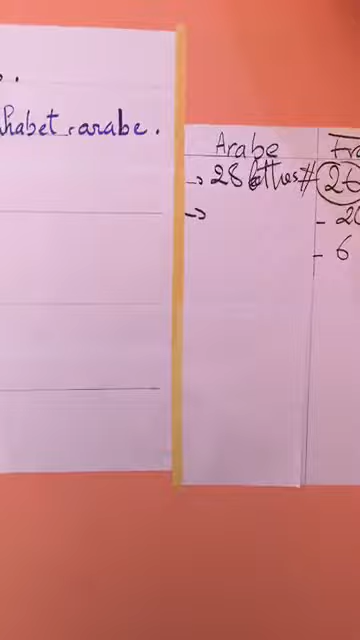 .
habet arabe.
Arabe
→ 28 lettres # 26
→
- 20
- 6